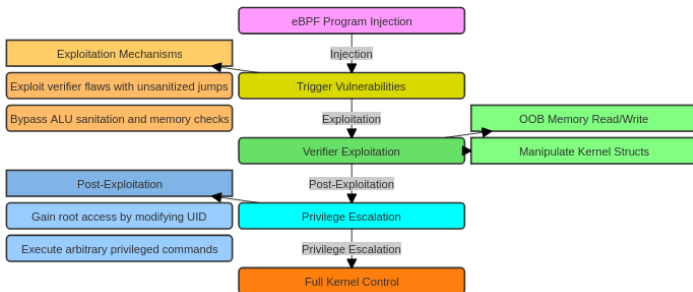 eBPF Program Injection
Injection
Exploitation Mechanisms
Exploit verifier flaws with unsanitized jumps
Bypass ALU sanitation and memory checks
Trigger Vulnerabilities
Exploitation
OOB Memory Read/Write
Verifier Exploitation
Manipulate Kernel Structs
Post-Exploitation
Post-Exploitation
Gain root access by modifying UID
Execute arbitrary privileged commands
Privilege Escalation
Privilege Escalation
Full Kernel Control